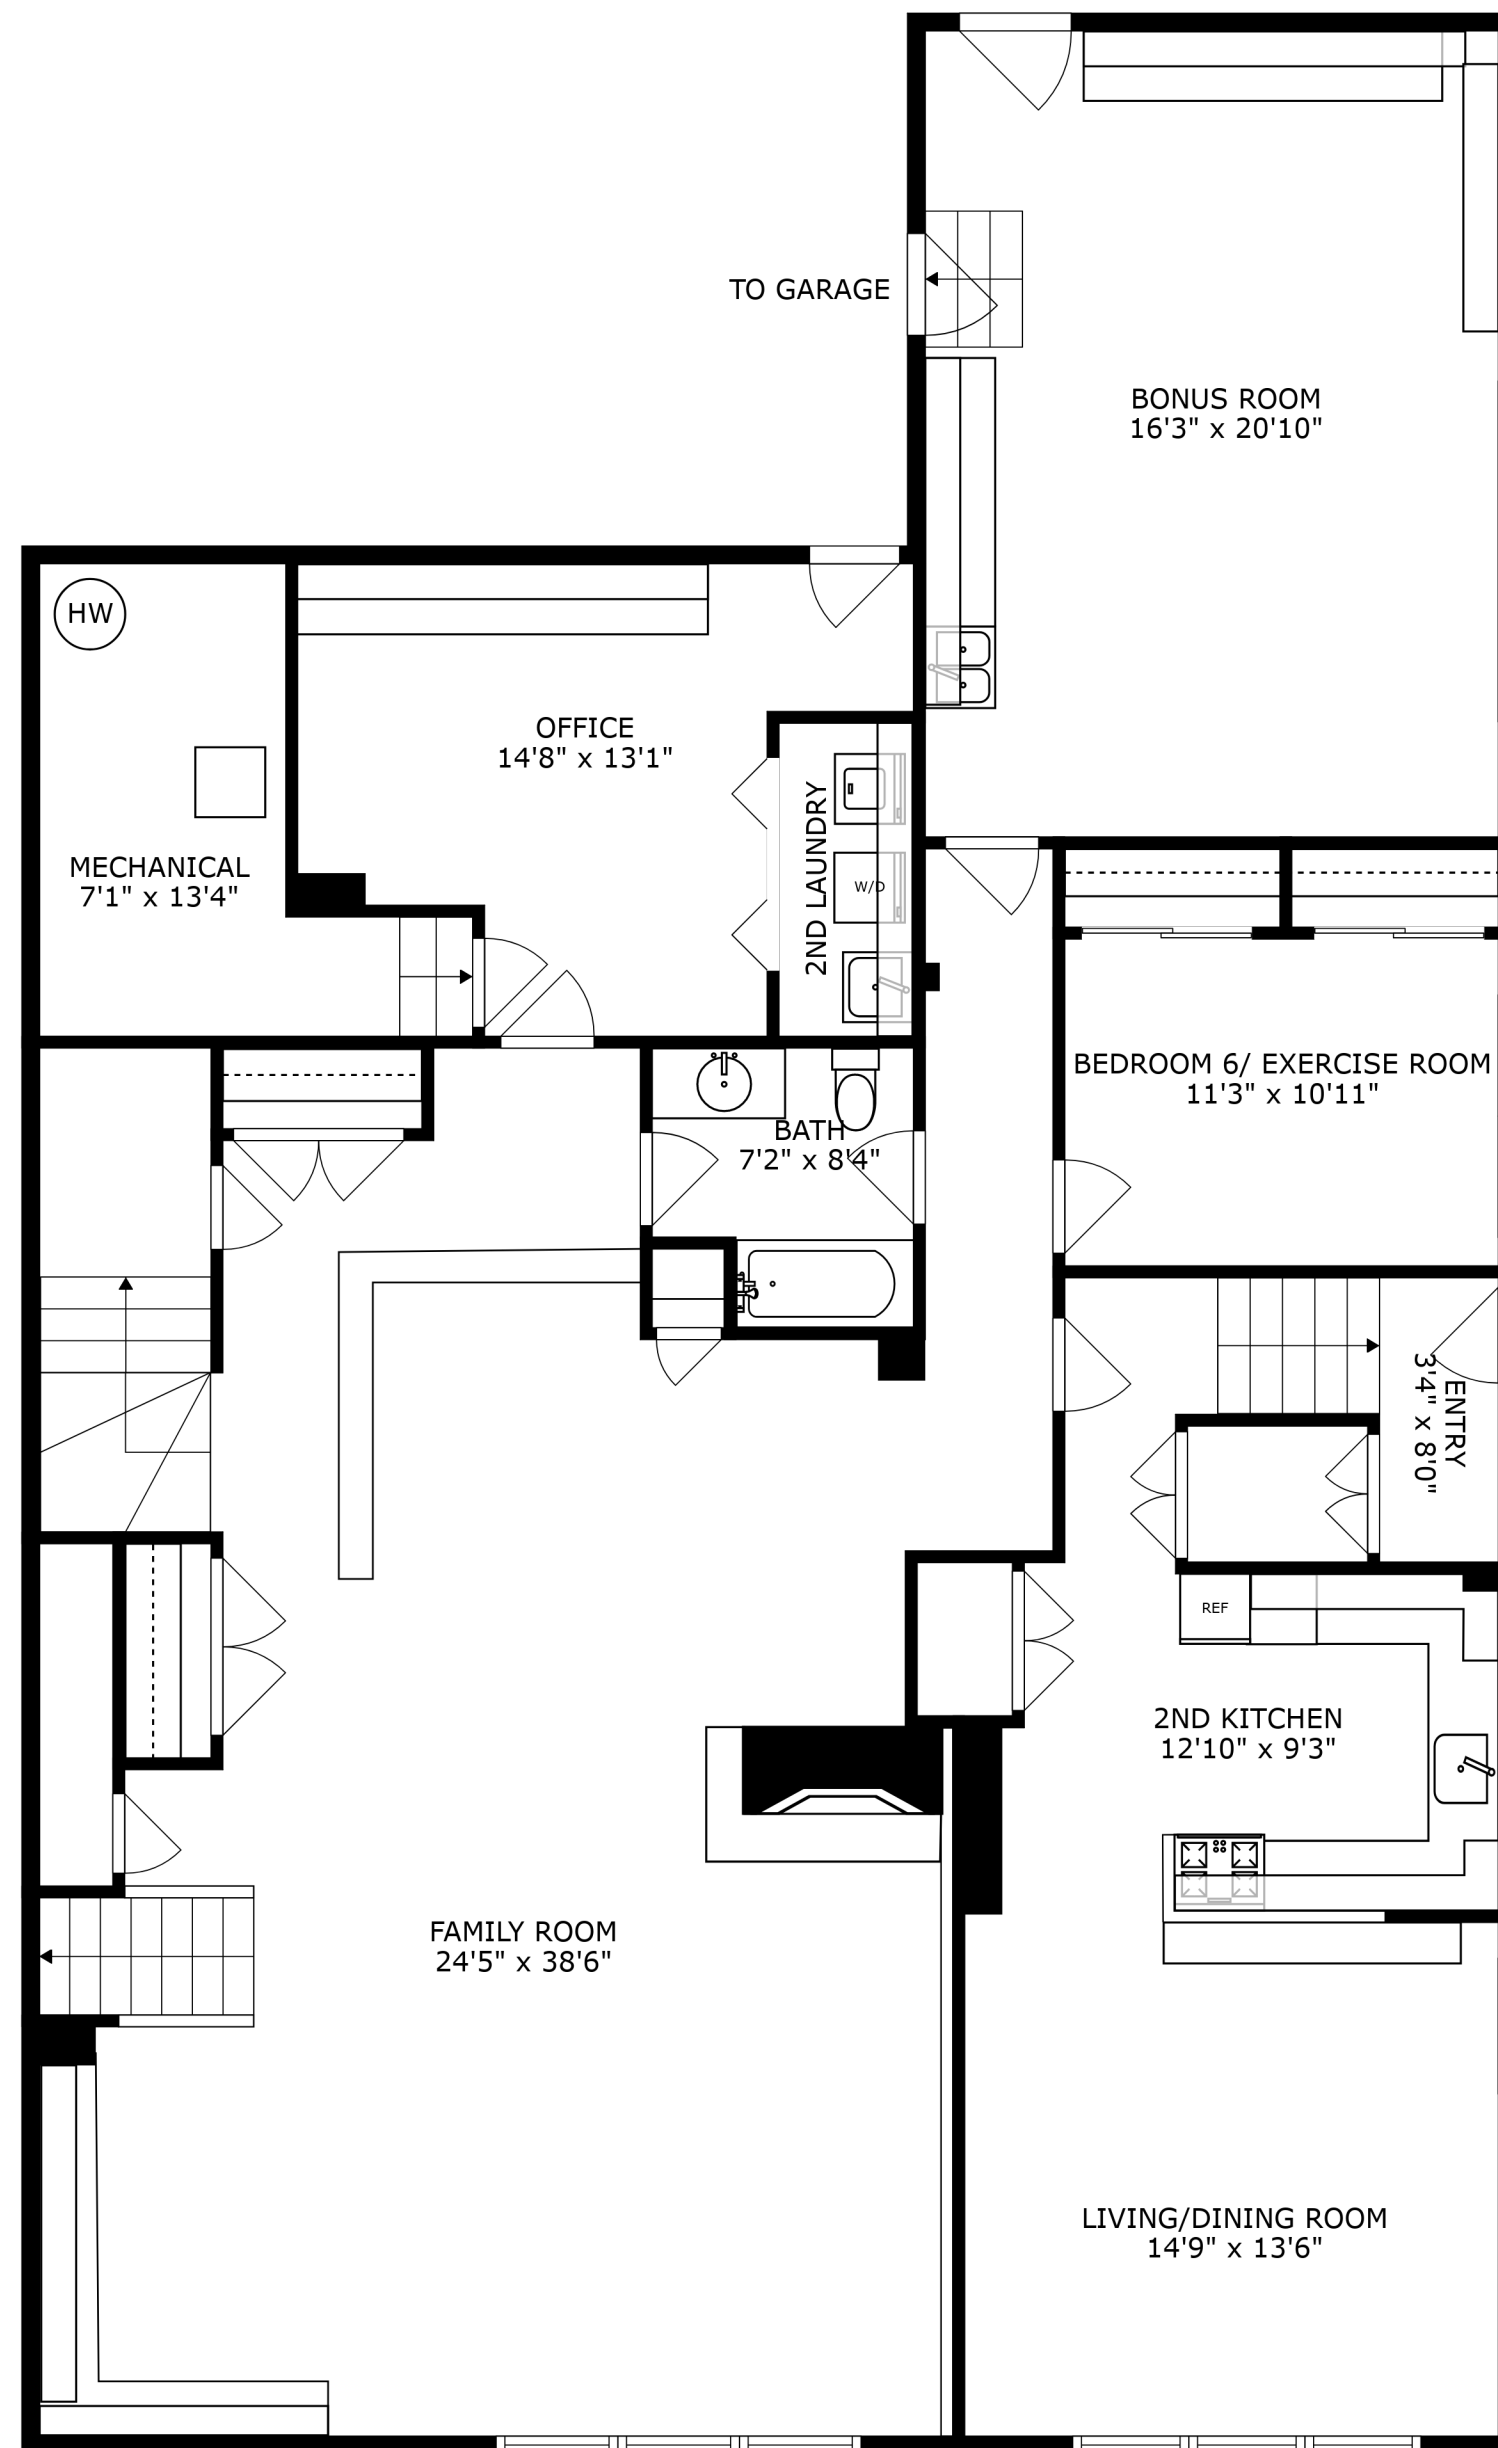 TO GARAGE
BONUS ROOM
16'3" x 20'10"
HW
OFFICE
14'8" x 13'1"
2ND LAUNDRY
W/D
MECHANICAL
7'1" x 13'4"
BEDROOM 6/ EXERCISE ROOM
11'3" x 10'11"
BATH
7'2" x 8'4"
ENTRY
3'4" x 8'0"
REF
2ND KITCHEN
12'10" x 9'3"
FAMILY ROOM
24'5" x 38'6"
LIVING/DINING ROOM
14'9" x 13'6"